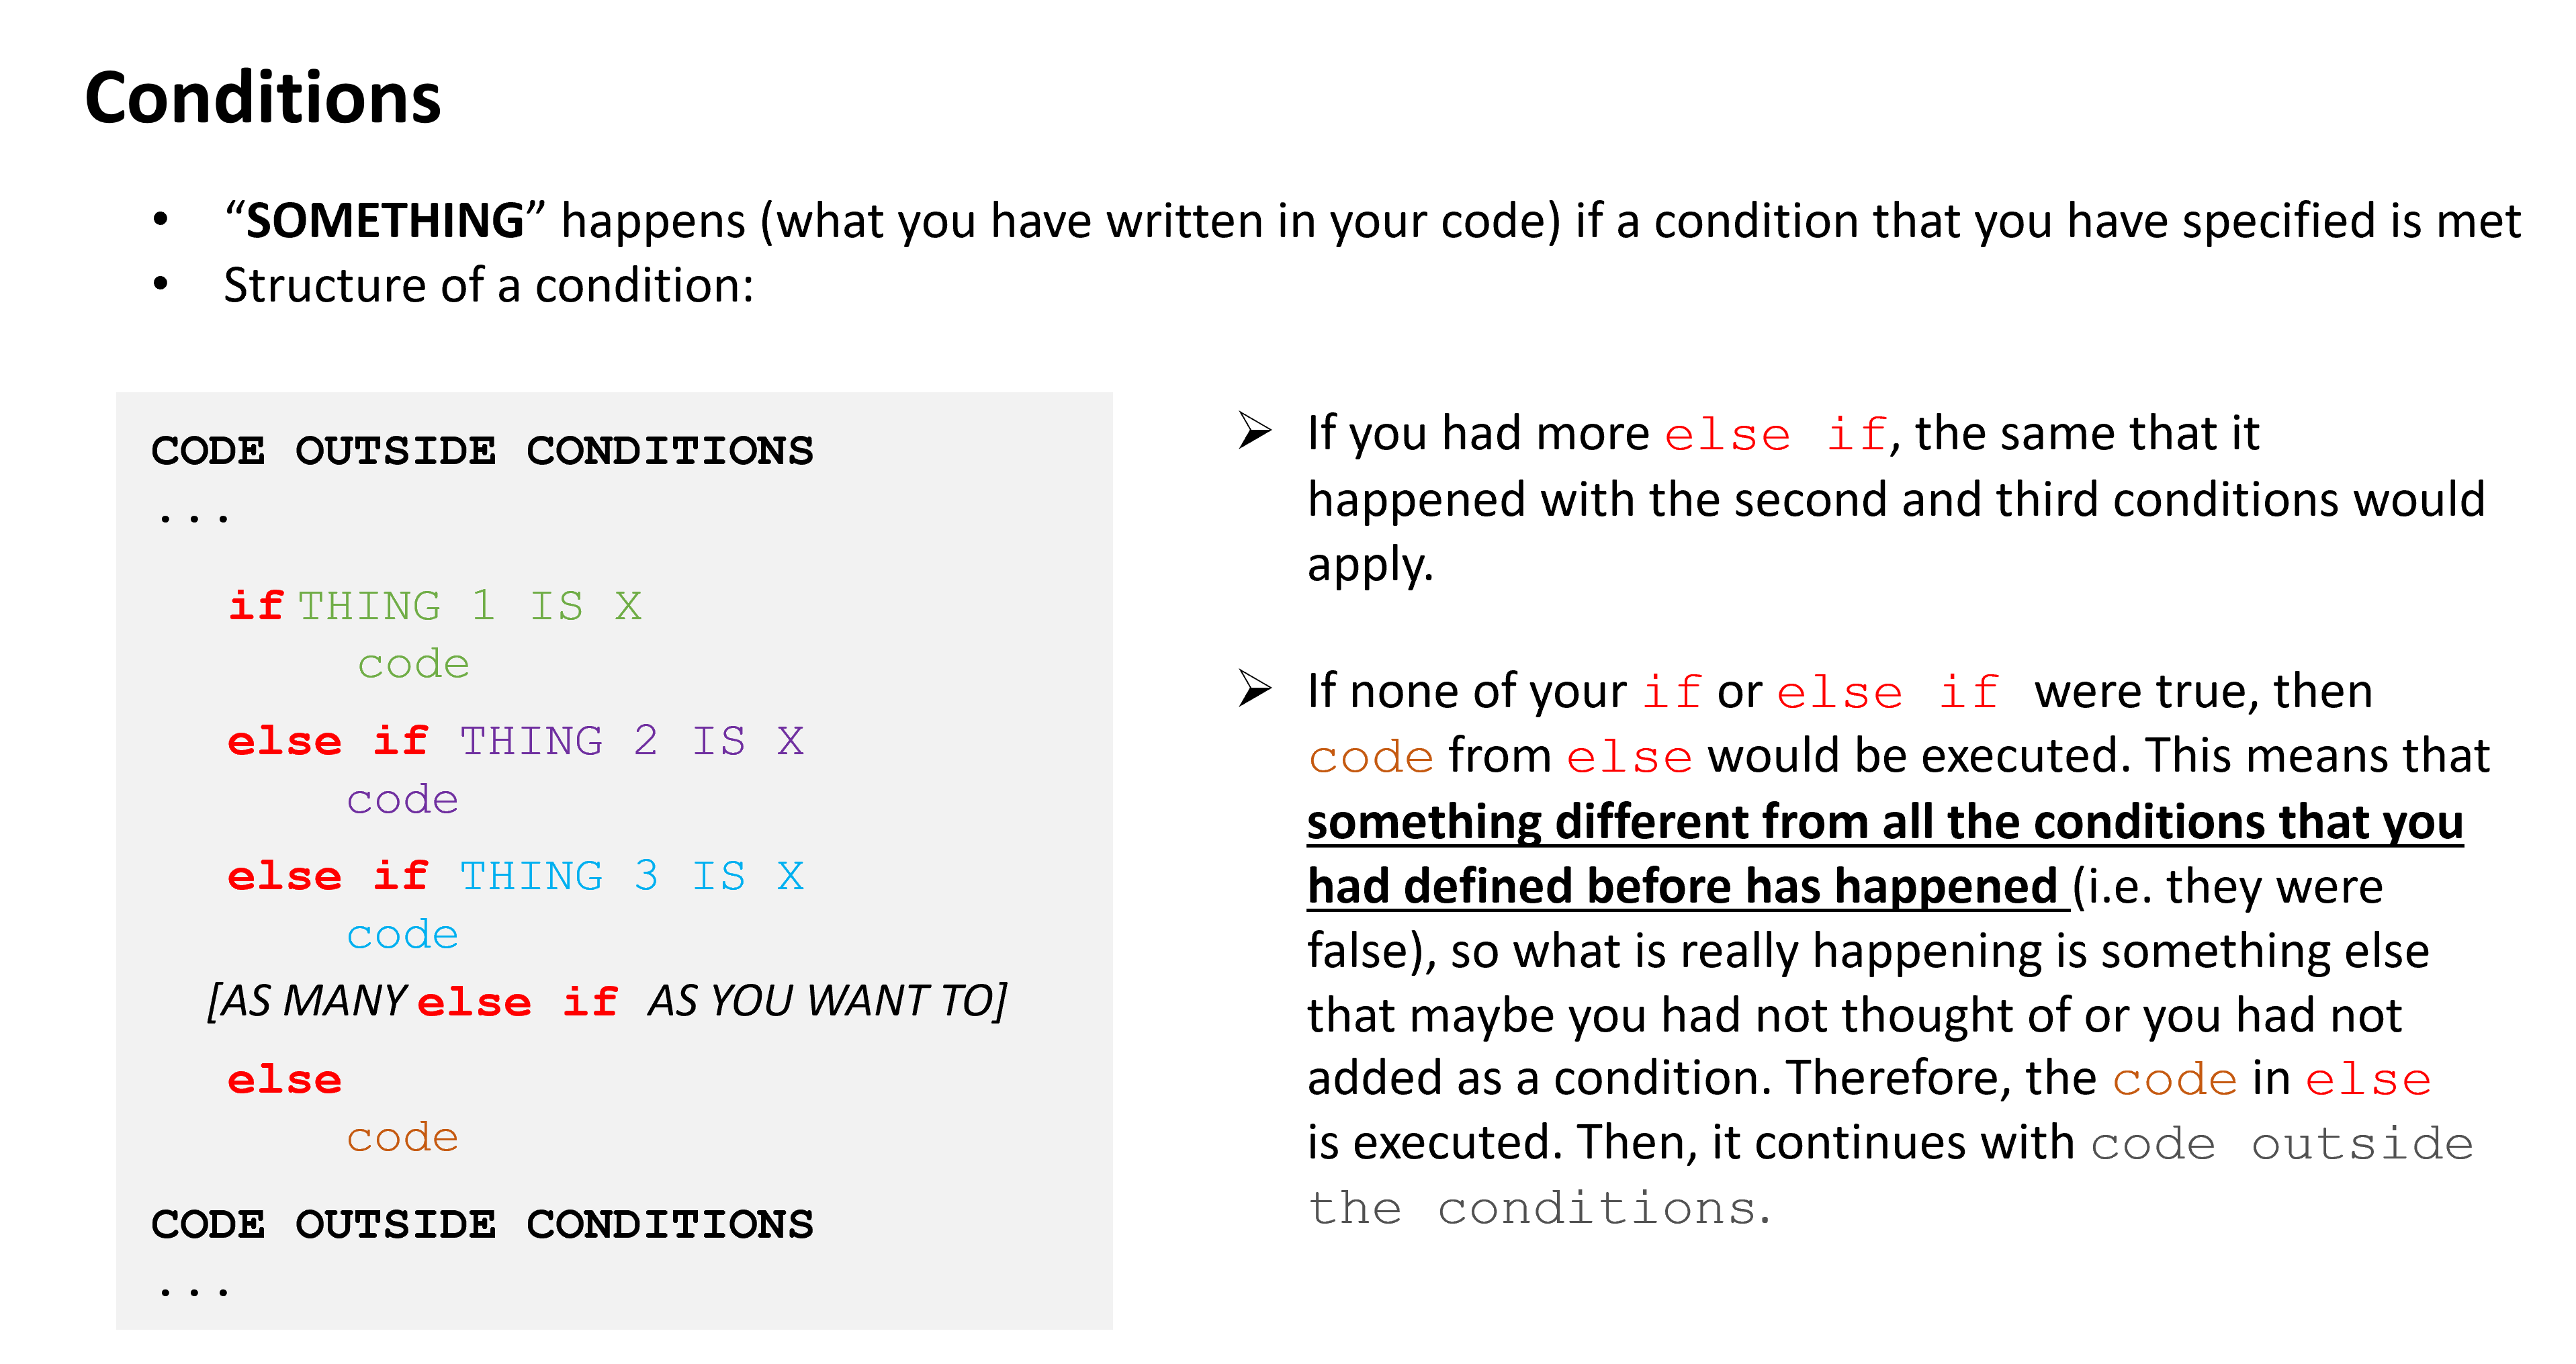 Conditions
• “SOMETHING” happens (what you have written in your code) if a condition that you have specified is met
• Structure of a condition:
CODE OUTSIDE CONDITIONS
...
if THING 1 IS X
code
else if THING 2 IS X
code
else if THING 3 IS X
code
[AS MANY else if AS YOU WANT TO]
else
code
CODE OUTSIDE CONDITIONS
...
➢ If you had more else if, the same that it
happened with the second and third conditions would
apply.
➢ If none of your if or else if were true, then
code from else would be executed. This means that
something different from all the conditions that you
had defined before has happened (i.e. they were
false), so what is really happening is something else
that maybe you had not thought of or you had not
added as a condition. Therefore, the code in else
is executed. Then, it continues with code outside
the conditions.